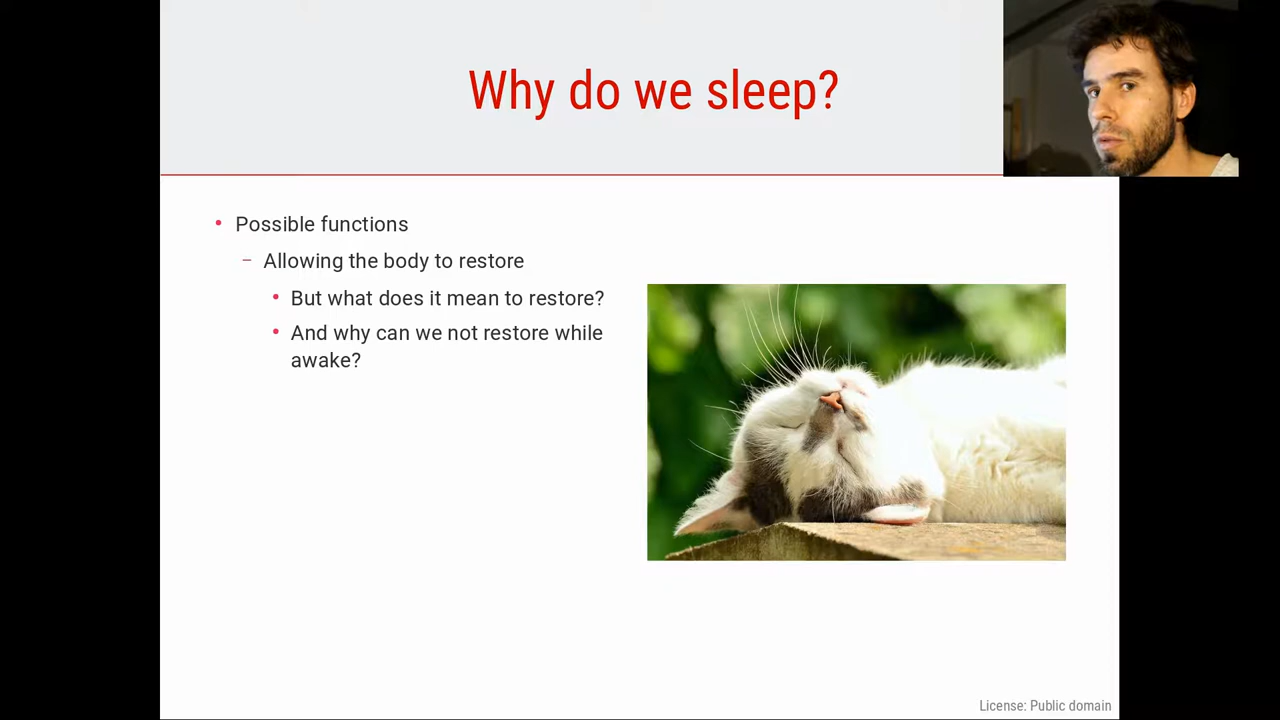 Why do we sleep?
• Possible functions
– Allowing the body to restore
• But what does it mean to restore?
• And why can we not restore while
awake?
License: Public domain